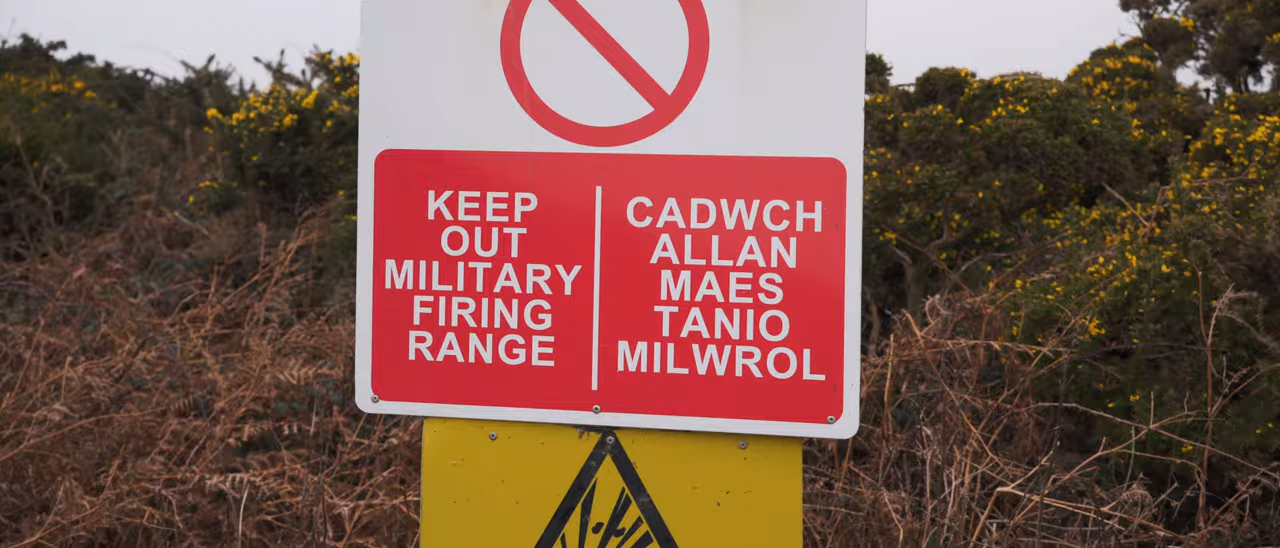 KEEP
OUT
MILITARY
FIRING
RANGE
CADWCH
ALLAN
MAES
TANIO
MILWROL